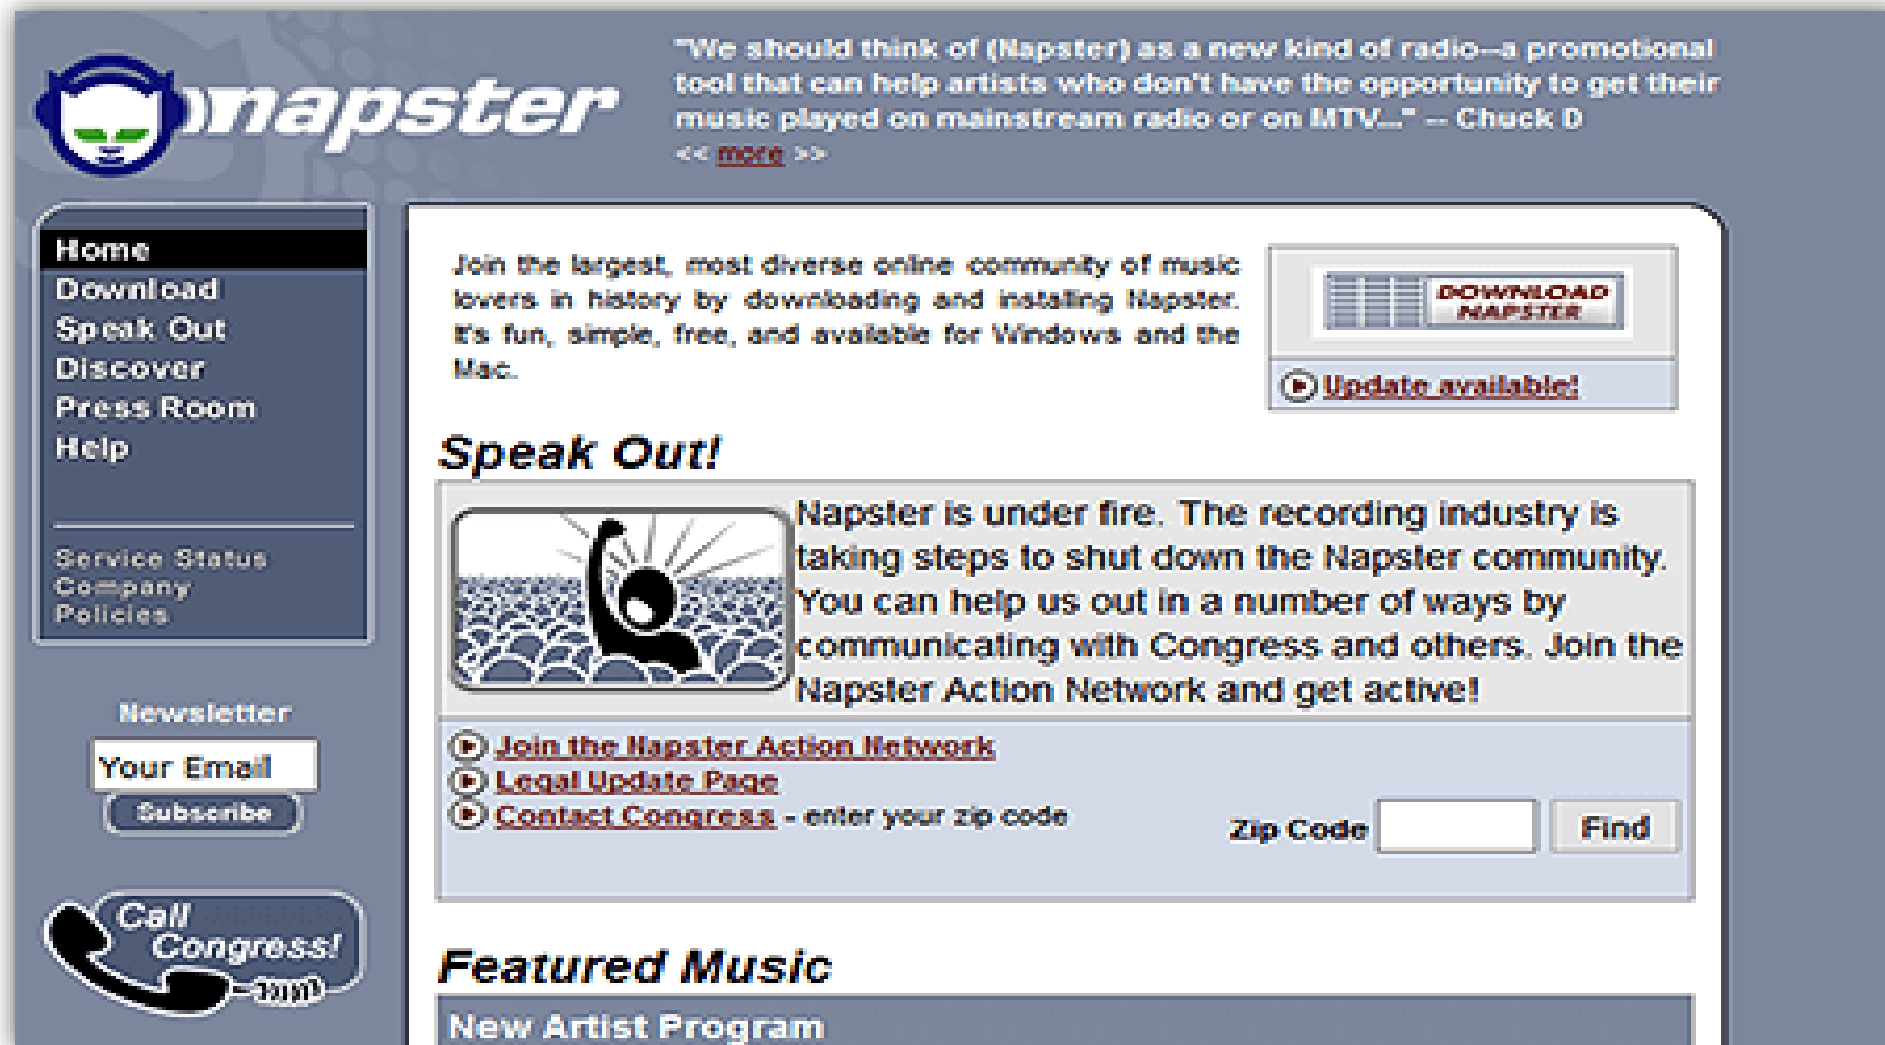 napster
"We should think of (Napster) as a new kind of radio--a promotional
tool that can help artists who don't have the opportunity to get their
music played on mainstream radio or on MTV..." -- Chuck D
<< more >>
Home
Download
Speak Out
Discover
Press Room
Help
Service Status
Company
Policies
Newsletter
Your Email
Subscribe
Call
Congress!
Join the largest, most diverse online community of music
lovers in history by downloading and installing Napster.
It's fun, simple, free, and available for Windows and the
Mac.
DOWNLOAD
NAPSTER
Update available!
Speak Out!
Napster is under fire. The recording industry is
taking steps to shut down the Napster community.
You can help us out in a number of ways by
communicating with Congress and others. Join the
Napster Action Network and get active!
Join the Napster Action Network
Legal Update Page
Contact Congress - enter your zip code
Zip Code
Find
Featured Music
New Artist Program